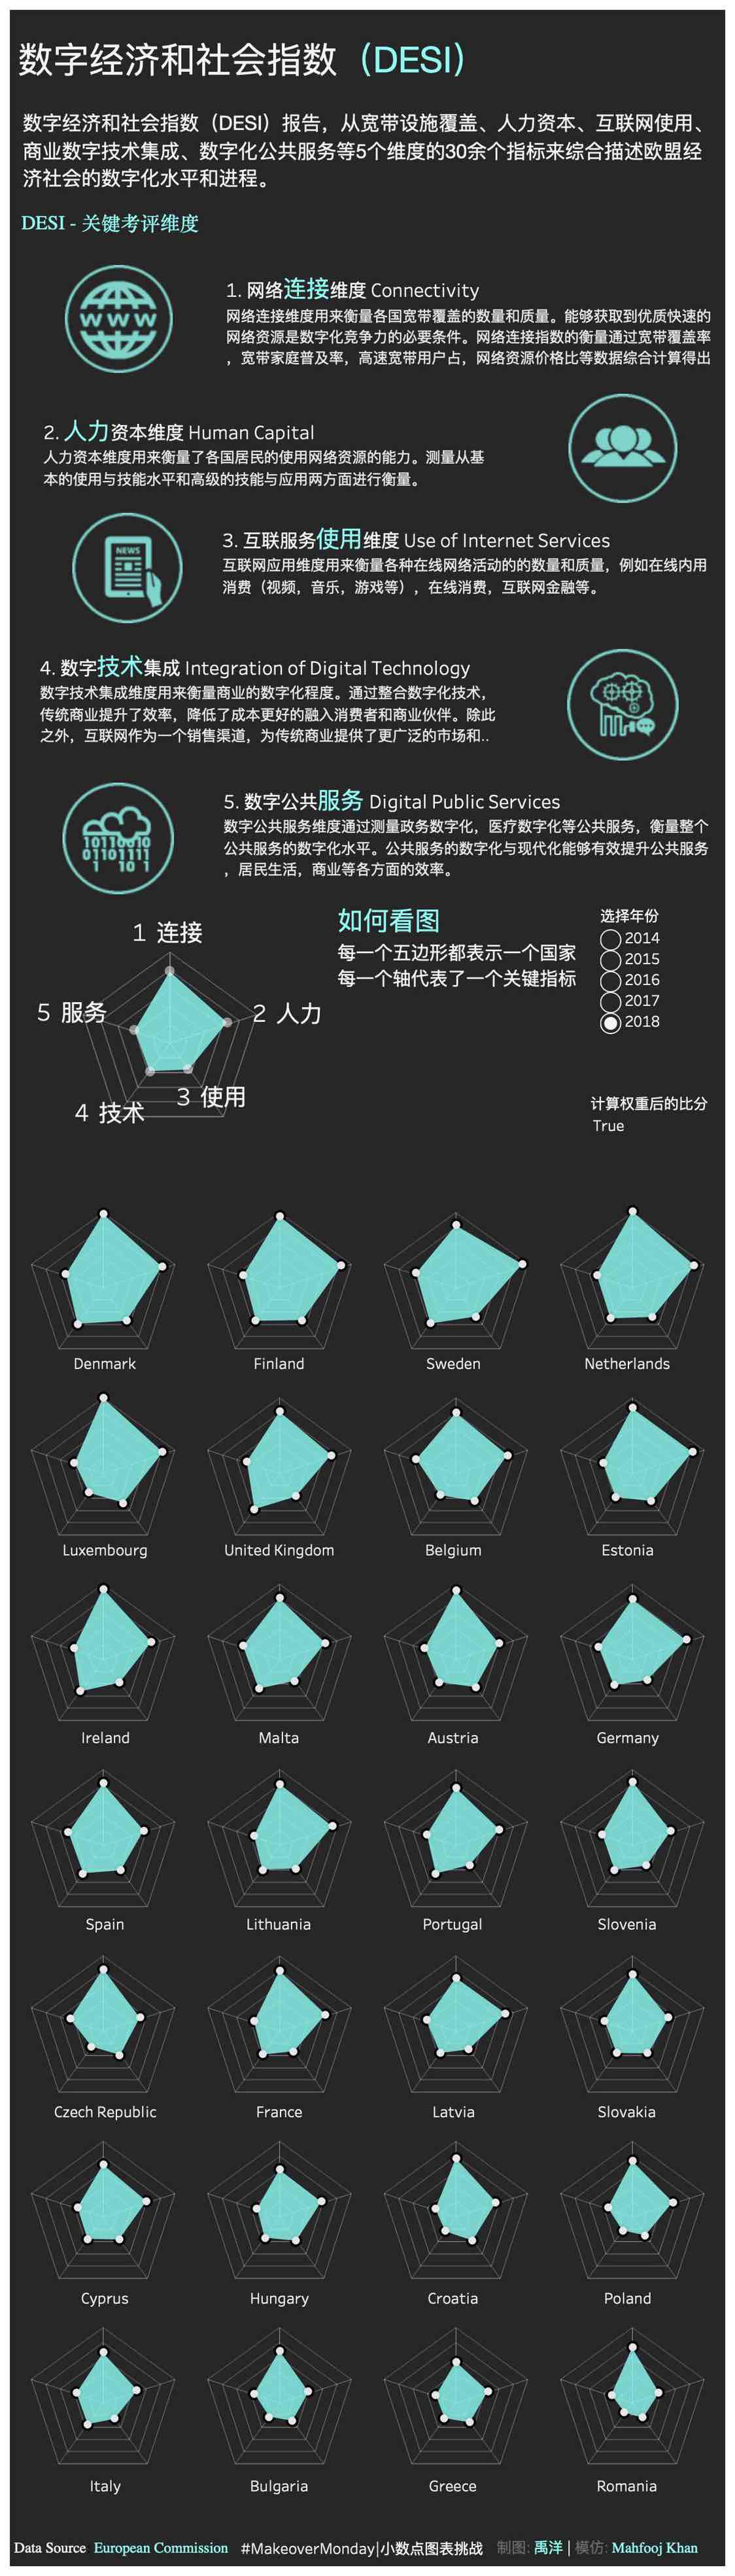 数字经济和社会指数（DESI）
数字经济和社会指数（DESI）报告，从宽带设施覆盖、人力资本、互联网使用、
商业数字技术集成、数字化公共服务等5个维度的30余个指标来综合描述欧盟经
济社会的数字化水平和进程。
DESI - 关键考评维度
WWW
1. 网络连接维度 Connectivity
网络连接维度用来衡量各国宽带覆盖的数量和质量。能够获取到优质快速的
网络资源是数字化竞争力的必要条件。网络连接指数的衡量通过宽带覆盖率
，宽带家庭普及率，高速宽带用户占，网络资源价格比等数据综合计算得出
2. 人力资本维度 Human Capital
人力资本维度用来衡量了各国居民的使用网络资源的能力。测量从基
本的使用与技能水平和高级的技能与应用两方面进行衡量。
NEWS
3. 互联服务使用维度 Use of Internet Services
互联网应用维度用来衡量各种在线网络活动的的数量和质量，例如在线内用
消费（视频，音乐，游戏等），在线消费，互联网金融等。
4. 数字技术集成 Integration of Digital Technology
数字技术集成维度用来衡量商业的数字化程度。通过整合数字化技术，
传统商业提升了效率，降低了成本更好的融入消费者和商业伙伴。除此
之外，互联网作为一个销售渠道，为传统商业提供了更广泛的市场和..
10110010
01101111
1 10 1
5. 数字公共服务 Digital Public Services
数字公共服务维度通过测量政务数字化，医疗数字化等公共服务，衡量整个
公共服务的数字化水平。公共服务的数字化与现代化能够有效提升公共服务
，居民生活，商业等各方面的效率。
1 连接
2 人力
3 使用
4 技术
5 服务
如何看图
每一个五边形都表示一个国家
每一个轴代表了一个关键指标
选择年份
2014
2015
2016
2017
2018
计算权重后的比分
True
Denmark Finland Sweden Netherlands
Luxembourg United Kingdom Belgium Estonia
Ireland Malta Austria Germany
Spain Lithuania Portugal Slovenia
Czech Republic France Latvia Slovakia
Cyprus Hungary Croatia Poland
Italy Bulgaria Greece Romania
Data Source European Commission #MakeoverMonday|小数点图表挑战 制图: 禹洋 | 模仿: Mahfooj Khan